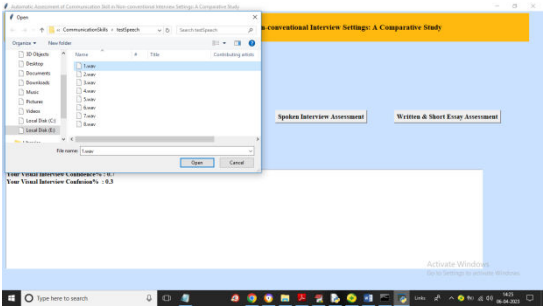 Automatic Assessment of Communication Skill in Non-conventional Interview Settings: A Comparative Study
Open
« CommunicationSkills › testSpeech
Search testSpeech
Organize New folder
3D Objects
Desktop
Documents
Downloads
Music
Pictures
Videos
Local Disk (C:)
Local Disk (E:)
Name # Title Contributing artists
1.wav
2.wav
3.wav
4.wav
5.wav
6.wav
7.wav
8.wav
File name: 1.wav
Open Cancel
n-conventional Interview Settings: A Comparative Study
Spoken Interview Assessment
Written & Short Essay Assessment
Your Visual Interview Confidence% : 0.7
Your Visual Interview Confusion% : 0.3
Activate Windows
Go to Settings to activate Windows.
Type here to search
Links
14:25
06-04-2023